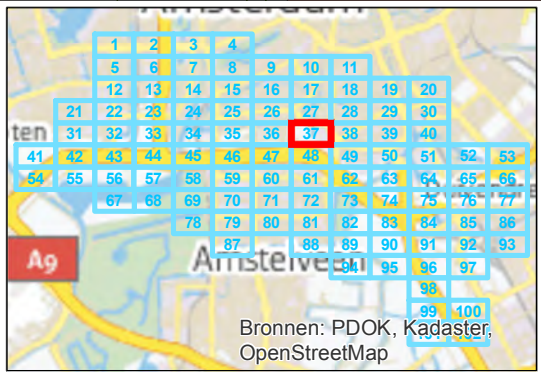 Amsterdam
1 2 3 4
5 6 7 8 9 10 11
12 13 14 15 16 17 18 19 20
21 22 23 24 25 26 27 28 29 30
ten 31 32 33 34 35 36 37 38 39 40
41 42 43 44 45 46 47 48 49 50 51 52 53
54 55 56 57 58 59 60 61 62 63 64 65 66
67 68 69 70 71 72 73 74 75 76 77
78 79 80 81 82 83 84 85 86
87 88 89 90 91 92 93
A9 Amstelveen 94 95 96 97
98
99 100
Bronnen: PDOK, Kadaster,
OpenStreetMap